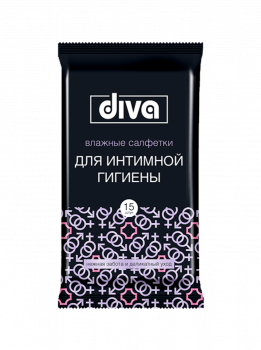 diva
влажные салфетки
ДЛЯ ИНТИМНОЙ
ГИГИЕНЫ
15
нежная забота и деликатный уход